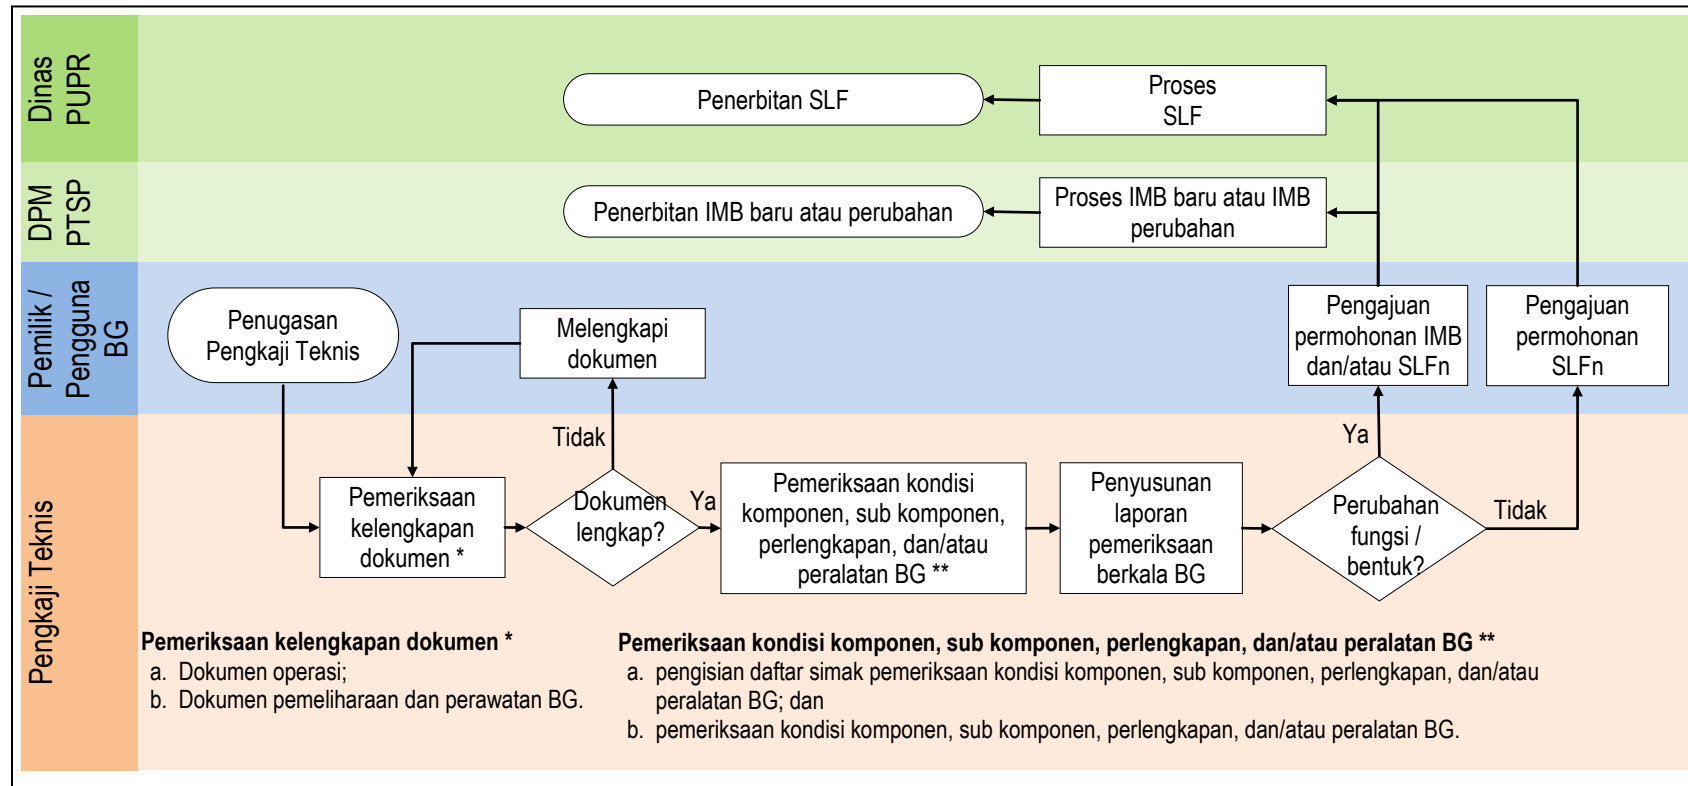 Dinas
PUPR
Penerbitan SLF
Proses
SLF
DPM
PTSP
Penerbitan IMB baru atau perubahan
Proses IMB baru atau IMB
perubahan
Pemilik /
Pengguna
BG
Penugasan
Pengkaji Teknis
Melengkapi
dokumen
Pengajuan
permohonan IMB
dan/atau SLFn
Pengajuan
permohonan
SLFn
Pengkaji Teknis
Pemeriksaan
kelengkapan
dokumen *
Tidak
Dokumen
lengkap?
Ya
Pemeriksaan kondisi
komponen, sub komponen,
perlengkapan, dan/atau
peralatan BG **
Penyusunan
laporan
pemeriksaan
berkala BG
Ya
Perubahan
fungsi /
bentuk?
Tidak
Pemeriksaan kelengkapan dokumen *
a. Dokumen operasi;
b. Dokumen pemeliharaan dan perawatan BG.
Pemeriksaan kondisi komponen, sub komponen, perlengkapan, dan/atau peralatan BG **
a. pengisian daftar simak pemeriksaan kondisi komponen, sub komponen, perlengkapan, dan/atau
peralatan BG; dan
b. pemeriksaan kondisi komponen, sub komponen, perlengkapan, dan/atau peralatan BG.